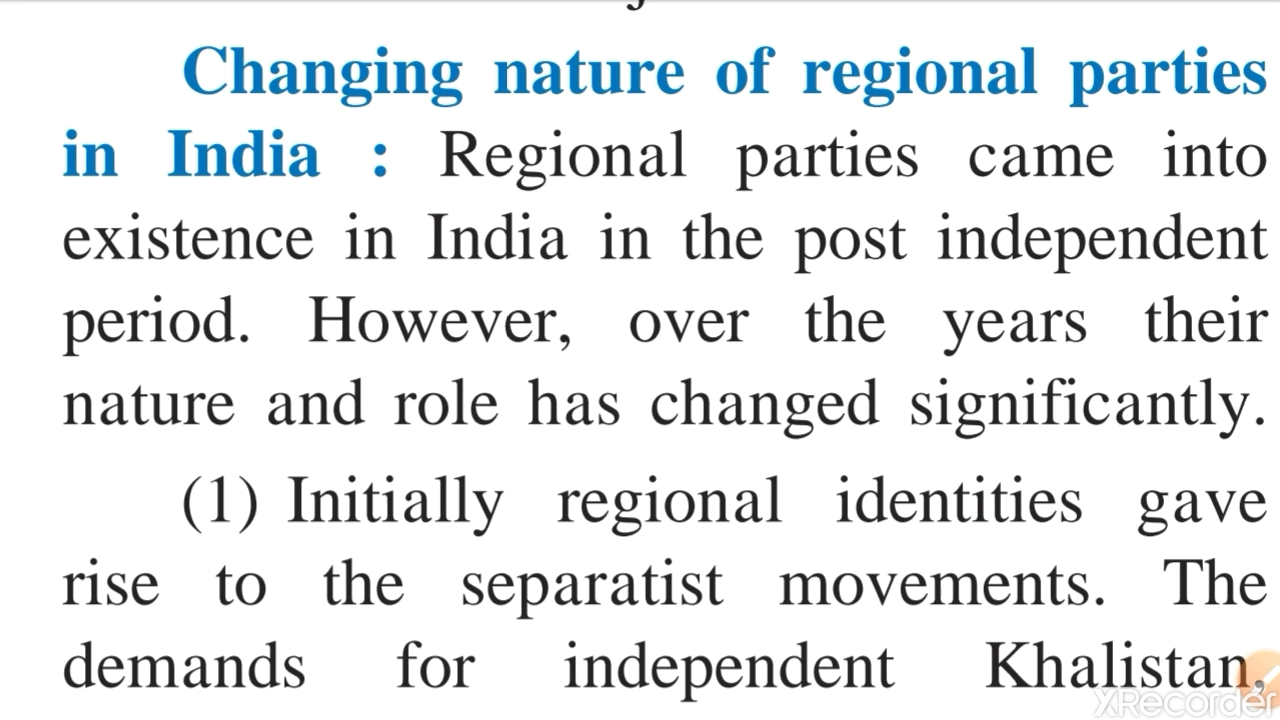 Changing nature of regional parties
in India : Regional parties came into
existence in India in the post independent
period. However, over the years their
nature and role has changed significantly.
(1) Initially regional identities gave
rise to the separatist movements. The
demands for independent Khalistan,
XRecorder